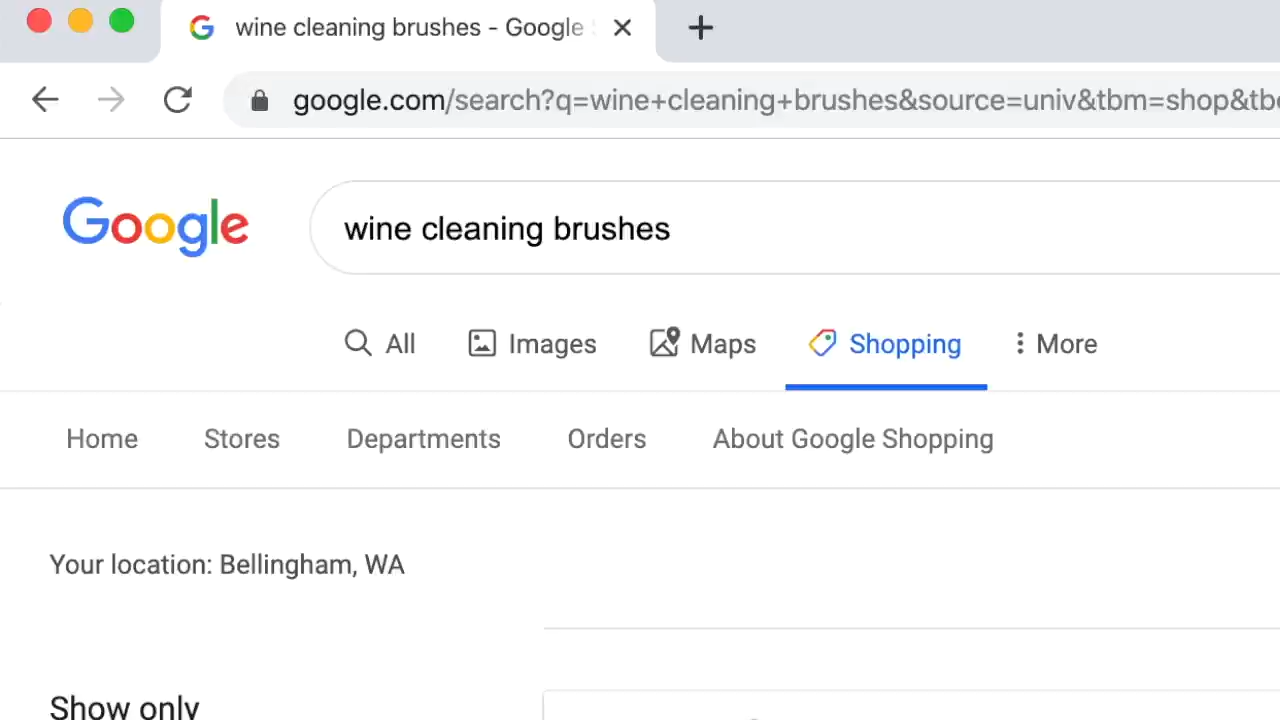 wine cleaning brushes - Google
google.com/search?q=wine+cleaning+brushes&source=univ&tbm=shop&tb
Google
wine cleaning brushes
All Images Maps Shopping More
Home Stores Departments Orders About Google Shopping
Your location: Bellingham, WA
Show only